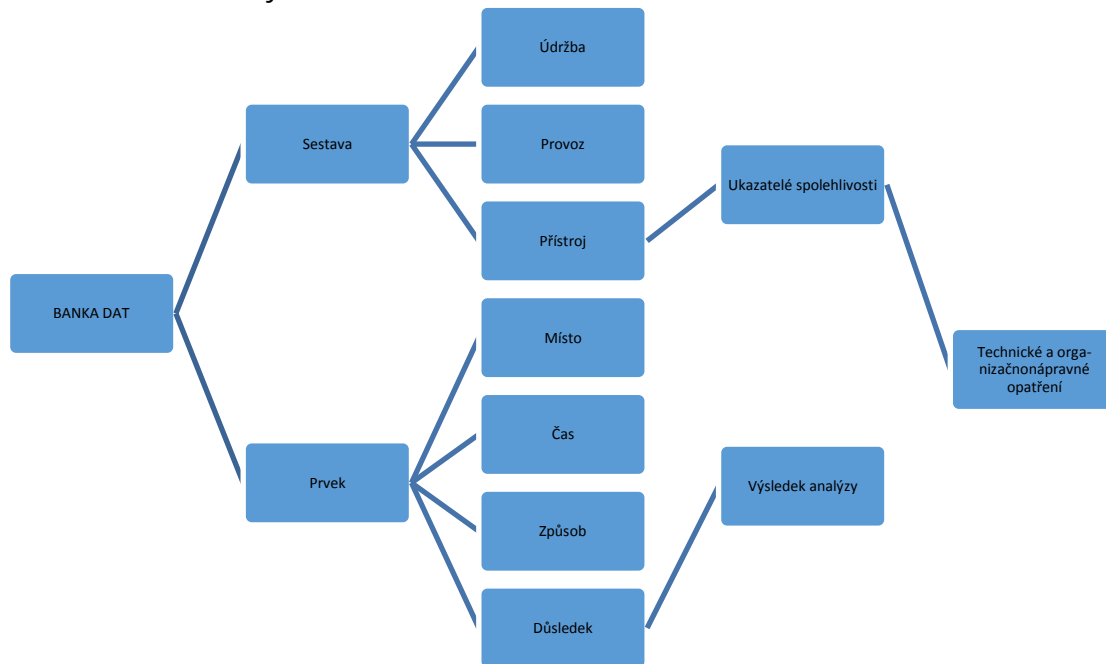 Údržba
Sestava
Provoz
Ukazatelé spolehlivosti
Přístroj
BANKA DAT
Místo
Technické a orga-
nizačnonápravné
opatření
Čas
Prvek
Výsledek analýzy
Způsob
Důsledek